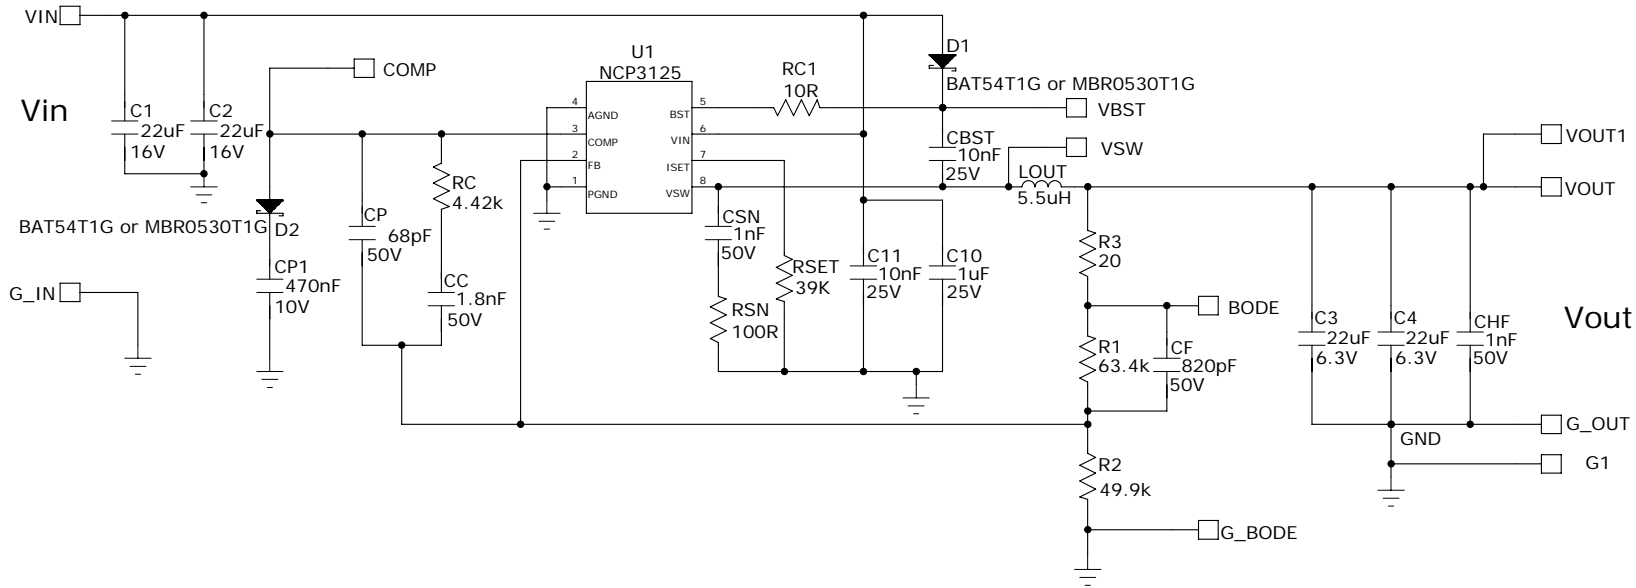 VIN
COMP
Vin
C1
22uF
16V
C2
22uF
16V
U1
NCP3125
4
AGND
3
COMP
2
FB
1
PGND
5
BST
6
VIN
7
ISET
8
VSW
RC1
10R
D1
BAT54T1G or MBR0530T1G
VBST
CBST
10nF
25V
VSW
LOUT
5.5uH
VOUT1
VOUT
RC
4.42k
CP
68pF
50V
BAT54T1G or MBR0530T1G
D2
CP1
470nF
10V
CC
1.8nF
50V
G_IN
CSN
1nF
50V
RSN
100R
RSET
39K
C11
10nF
25V
C10
1uF
25V
R3
20
BODE
R1
63.4k
CF
820pF
50V
R2
49.9k
G_BODE
C3
22uF
6.3V
C4
22uF
6.3V
CHF
1nF
50V
Vout
G_OUT
GND
G1